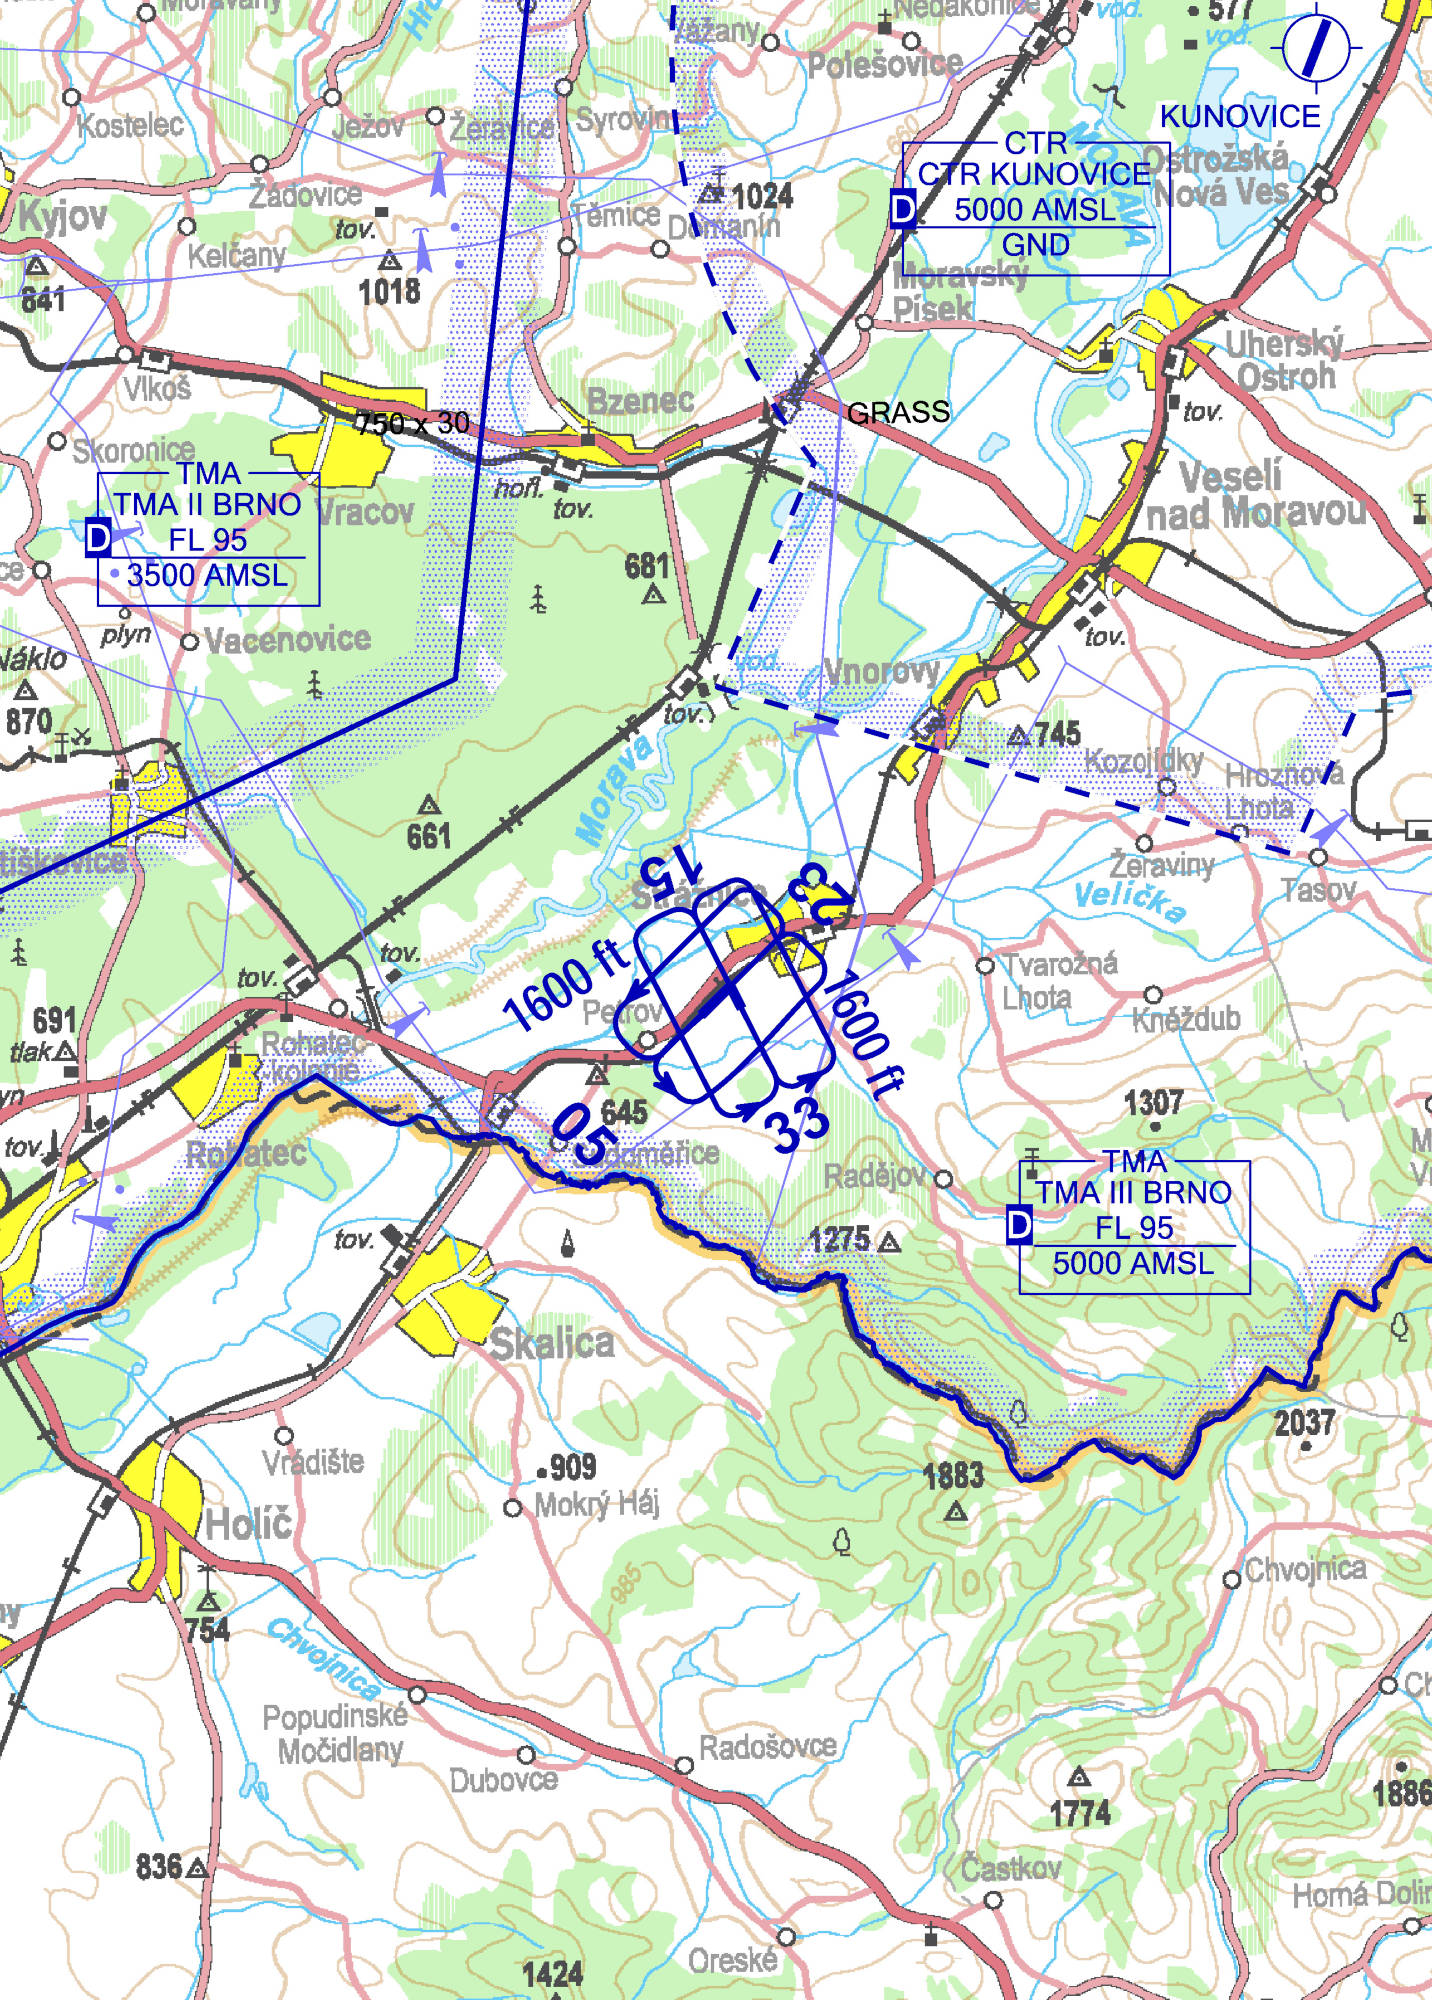 Moravany
Nedakonice
577
vod.
vod.
Polešovice
KUNOVICE
Kostelec
Ježov
Žeravice
Syrovín
660
CTR
CTR KUNOVICE
5000 AMSL
D
GND
MORAVA
Ostrožská
Nová Ves
Kyjov
Žádovice
tov.
Kelčany
1024
Těmice
Domanín
641
1018
Moravský
Písek
Uherský
Ostroh
tov.
Vlkoš
750 x 30
Bzenec
GRASS
Skoronice
TMA
TMA II BRNO
FL 95
D
3500 AMSL
Vracov
hořl.
tov.
Veselí
nad Moravou
681
plyn
Vacenovice
tov.
Náklo
870
vod.
Vnorovy
tov.
745
Kozojídky
Hroznová
Lhota
Morava
661
Žeraviny
Tasov
Velička
15
23
Strážnice
1600 ft
1600 ft
tov.
tov.
Tvarožná
Lhota
Kněždub
691
tlak
Petrov
Rohatec
-kolonie
tov.
Rohatec
645
05
33
Sudoměřice
1307
Radějov
TMA
TMA III BRNO
FL 95
D
5000 AMSL
1275
tov.
Skalica
2037
Vrádište
909
Mokrý Háj
1883
Holíč
985
Chvojnica
754
Chvojnica
Popudinské
Močidlany
Dubovce
Radošovce
1774
1886
836
Častkov
Horná Dolin
Oreské
1424